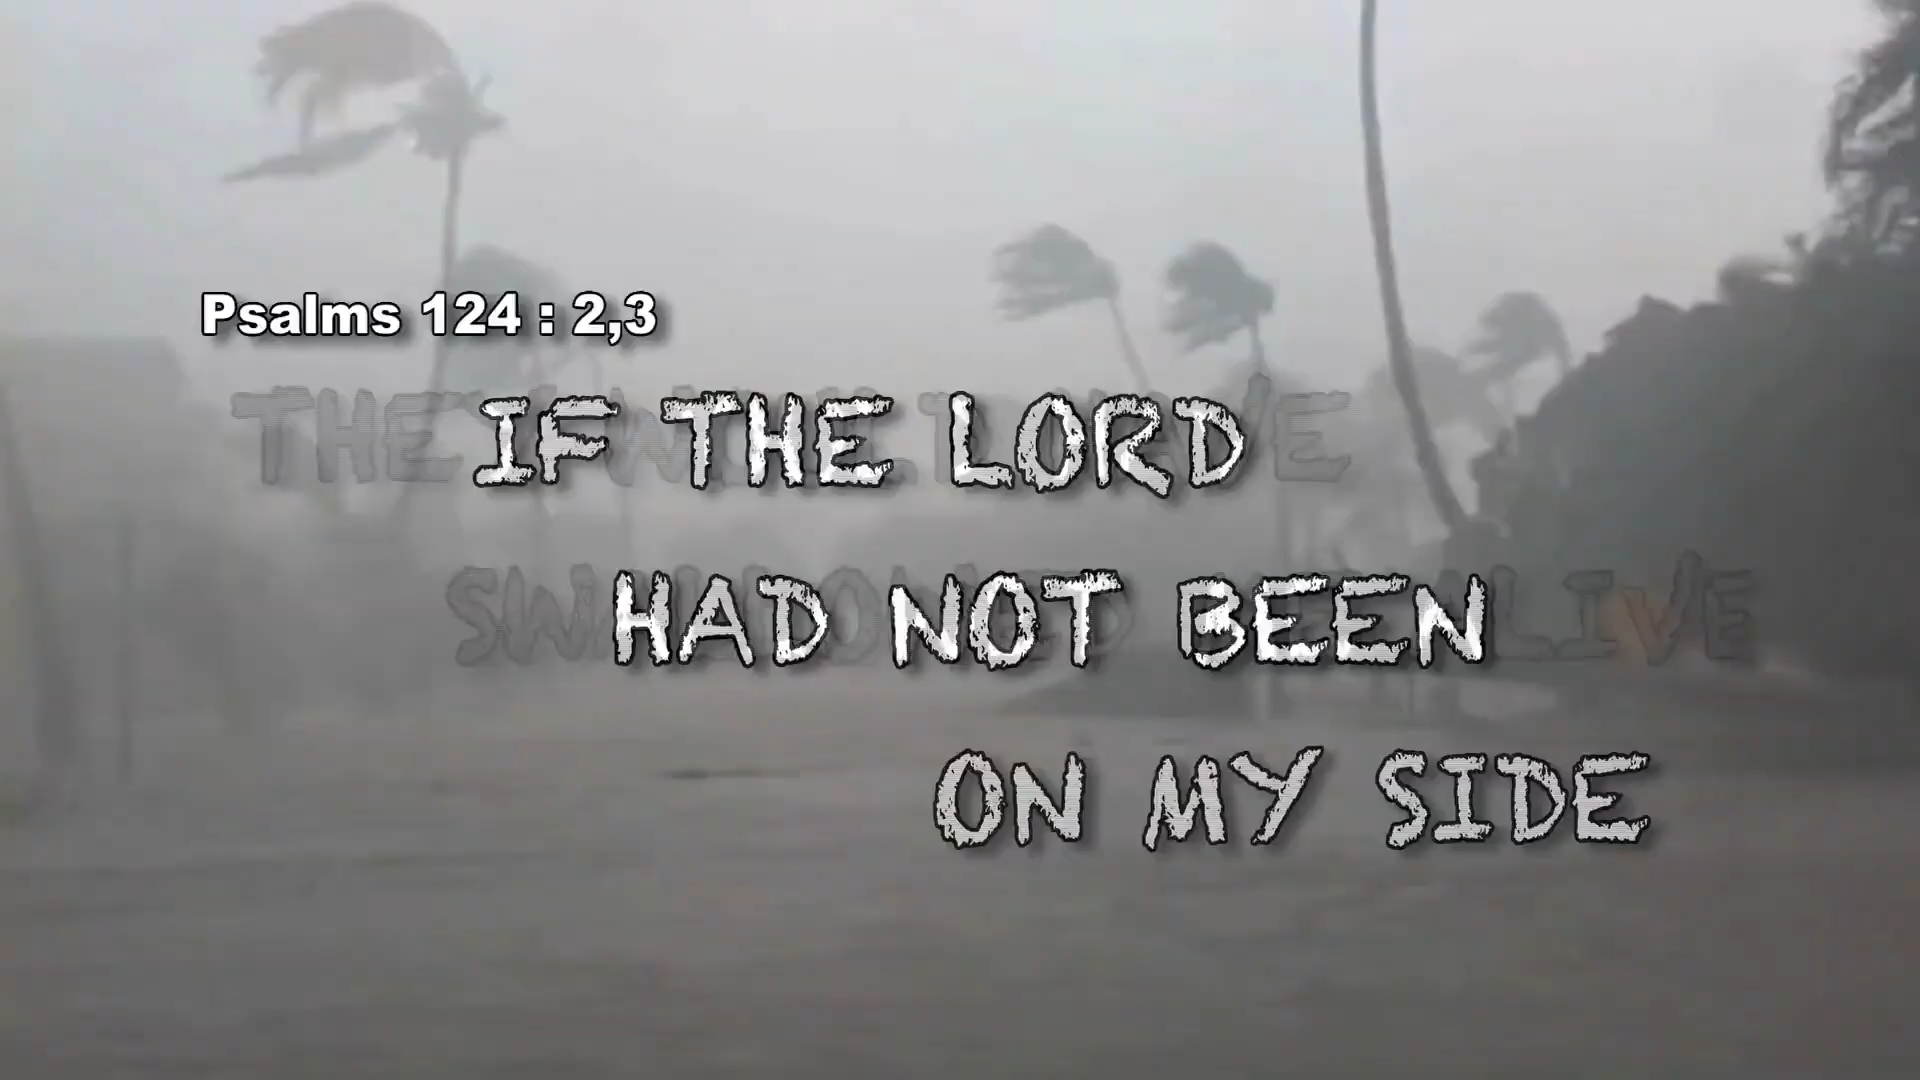 Psalms 124 : 2,3
IF THE LORD
HAD NOT BEEN
ON MY SIDE